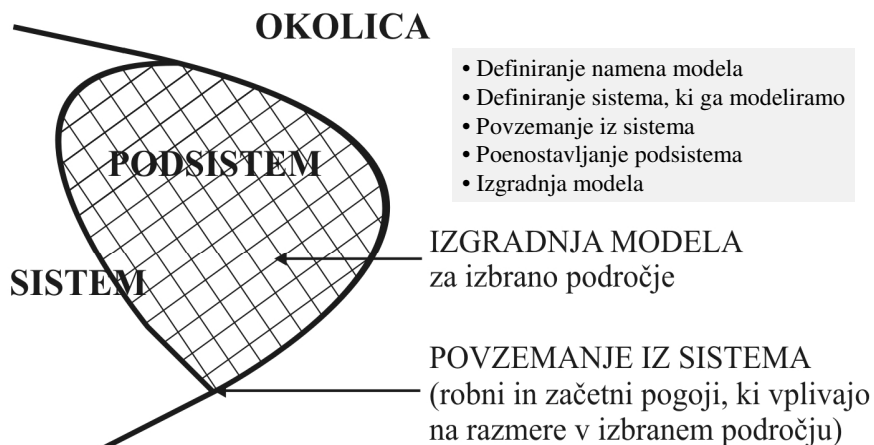 OKOLICA
• Definiranje namena modela
• Definiranje sistema, ki ga modeliramo
• Povzemanje iz sistema
• Poenostavljanje podsistema
• Izgradnja modela
PODSISTEM
SISTEM
IZGRADNJA MODELA
za izbrano področje
POVZEMANJE IZ SISTEMA
(robni in začetni pogoji, ki vplivajo
na razmere v izbranem področju)